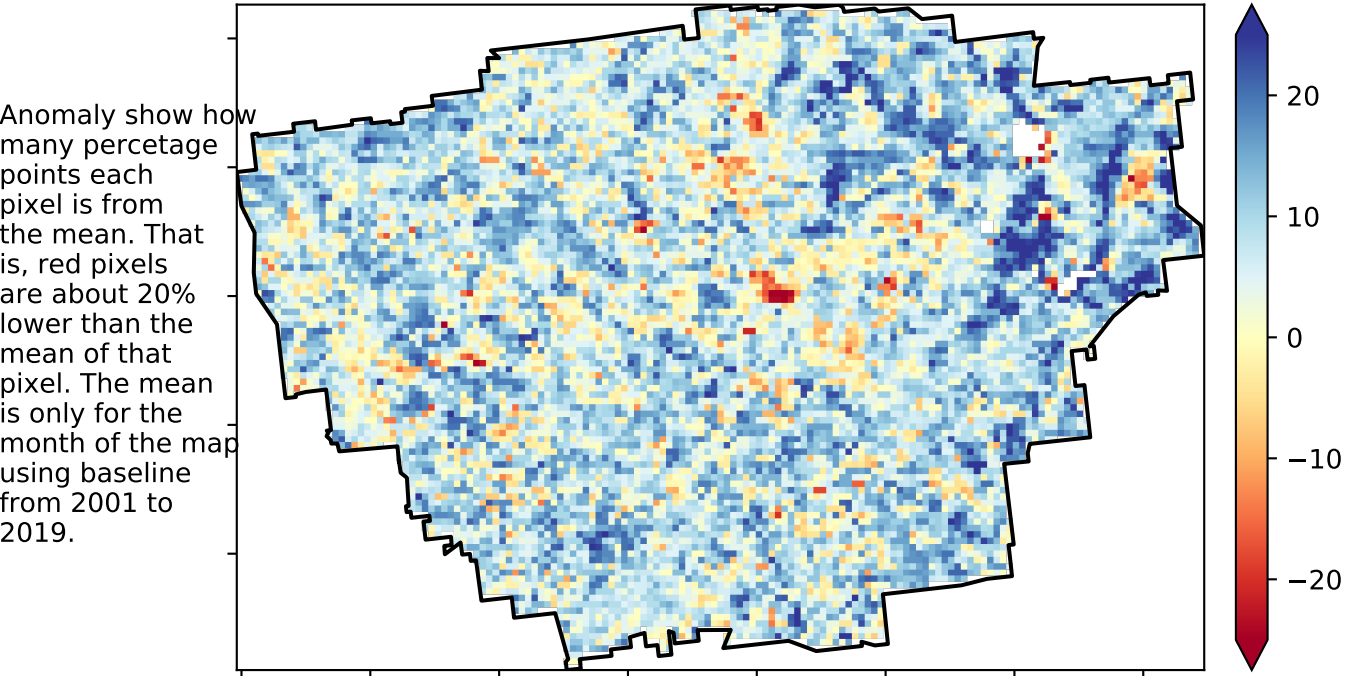 Anomaly show how
many percetage
points each
pixel is from
the mean. That
is, red pixels
are about 20%
lower than the
mean of that
pixel. The mean
is only for the
month of the map
using baseline
from 2001 to
2019.
20
10
0
−10
−20